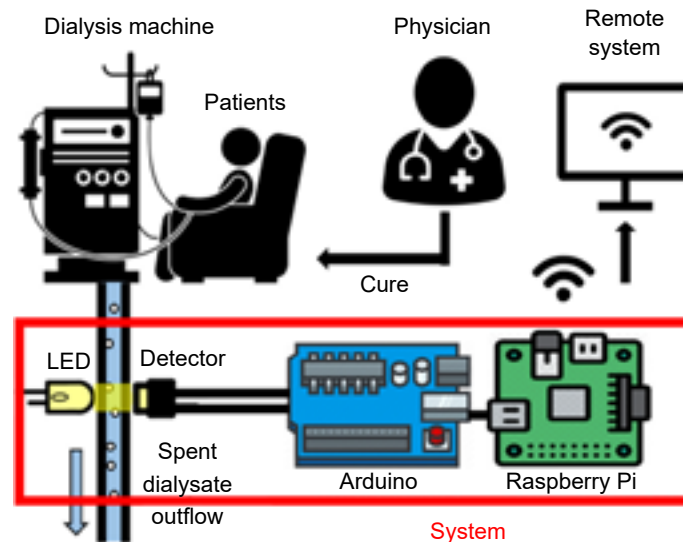 Dialysis machine
Physician
Remote
system
Patients
Cure
LED
Detector
Spent
dialysate
outflow
Arduino
Raspberry Pi
System